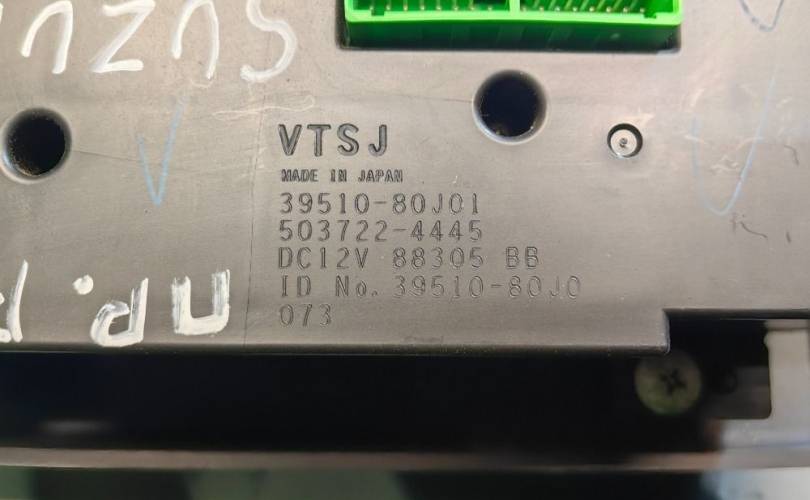 SUZU
VTSJ
MADE IN JAPAN
39510-80J01
503722-4445
DC12V 88305 BB
ID No. 39510-80J0
073